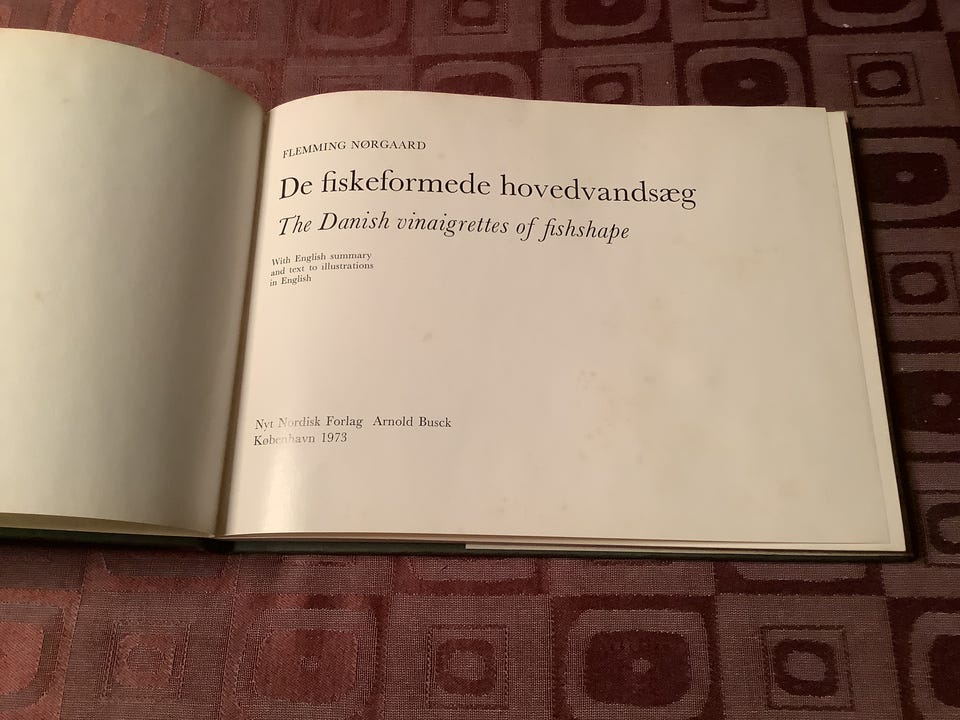 FLEMMING NØRGAARD
De fiskeformede hovedvandsæg
The Danish vinaigrettes of fishshape
With English summary
and text to illustrations
in English
Nyt Nordisk Forlag Arnold Busck
København 1973